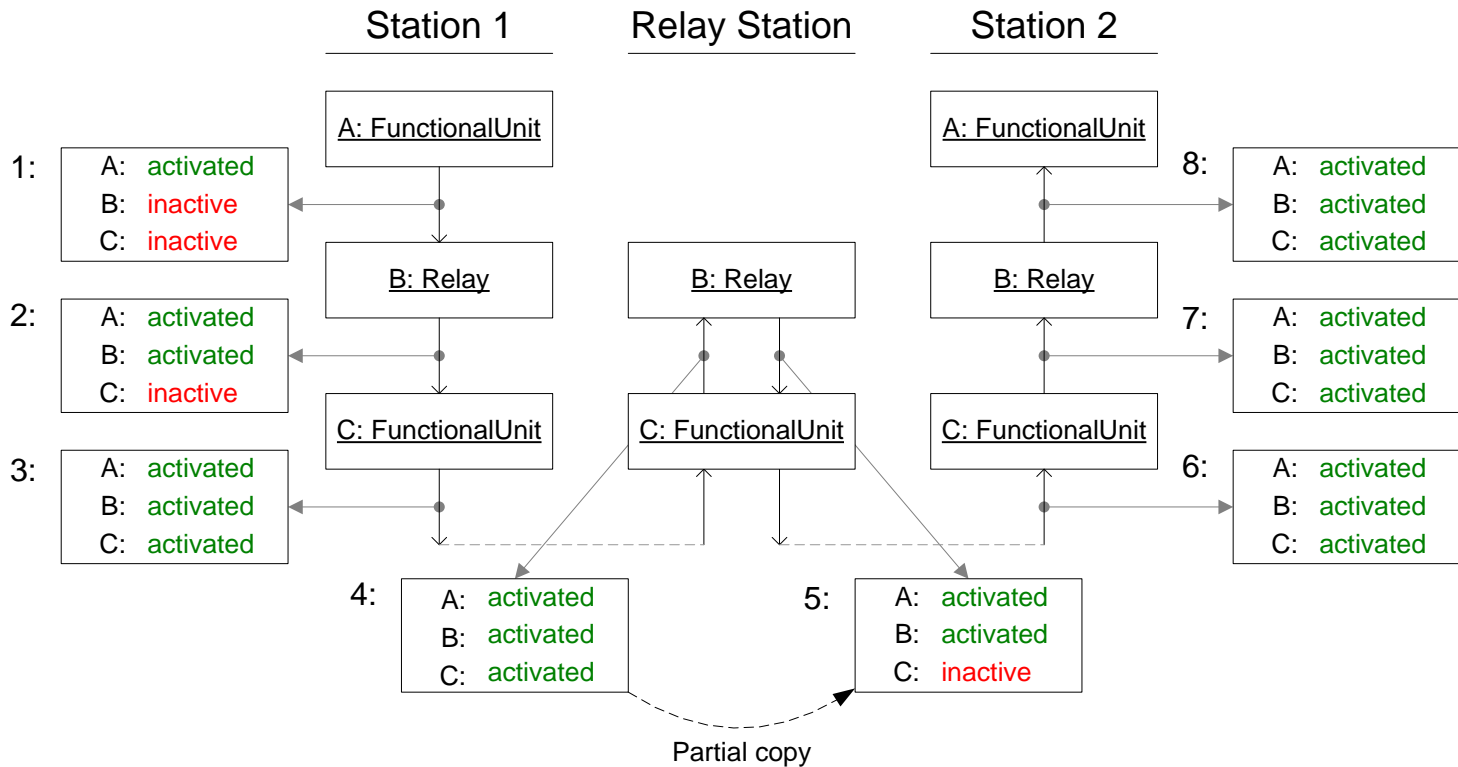 Station 1
Relay Station
Station 2
A: FunctionalUnit
A: FunctionalUnit
1:
A: activated
B: inactive
C: inactive
8:
A: activated
B: activated
C: activated
B: Relay
B: Relay
B: Relay
2:
A: activated
B: activated
C: inactive
7:
A: activated
B: activated
C: activated
C: FunctionalUnit
C: FunctionalUnit
C: FunctionalUnit
3:
A: activated
B: activated
C: activated
6:
A: activated
B: activated
C: activated
4:
A: activated
B: activated
C: activated
5:
A: activated
B: activated
C: inactive
Partial copy